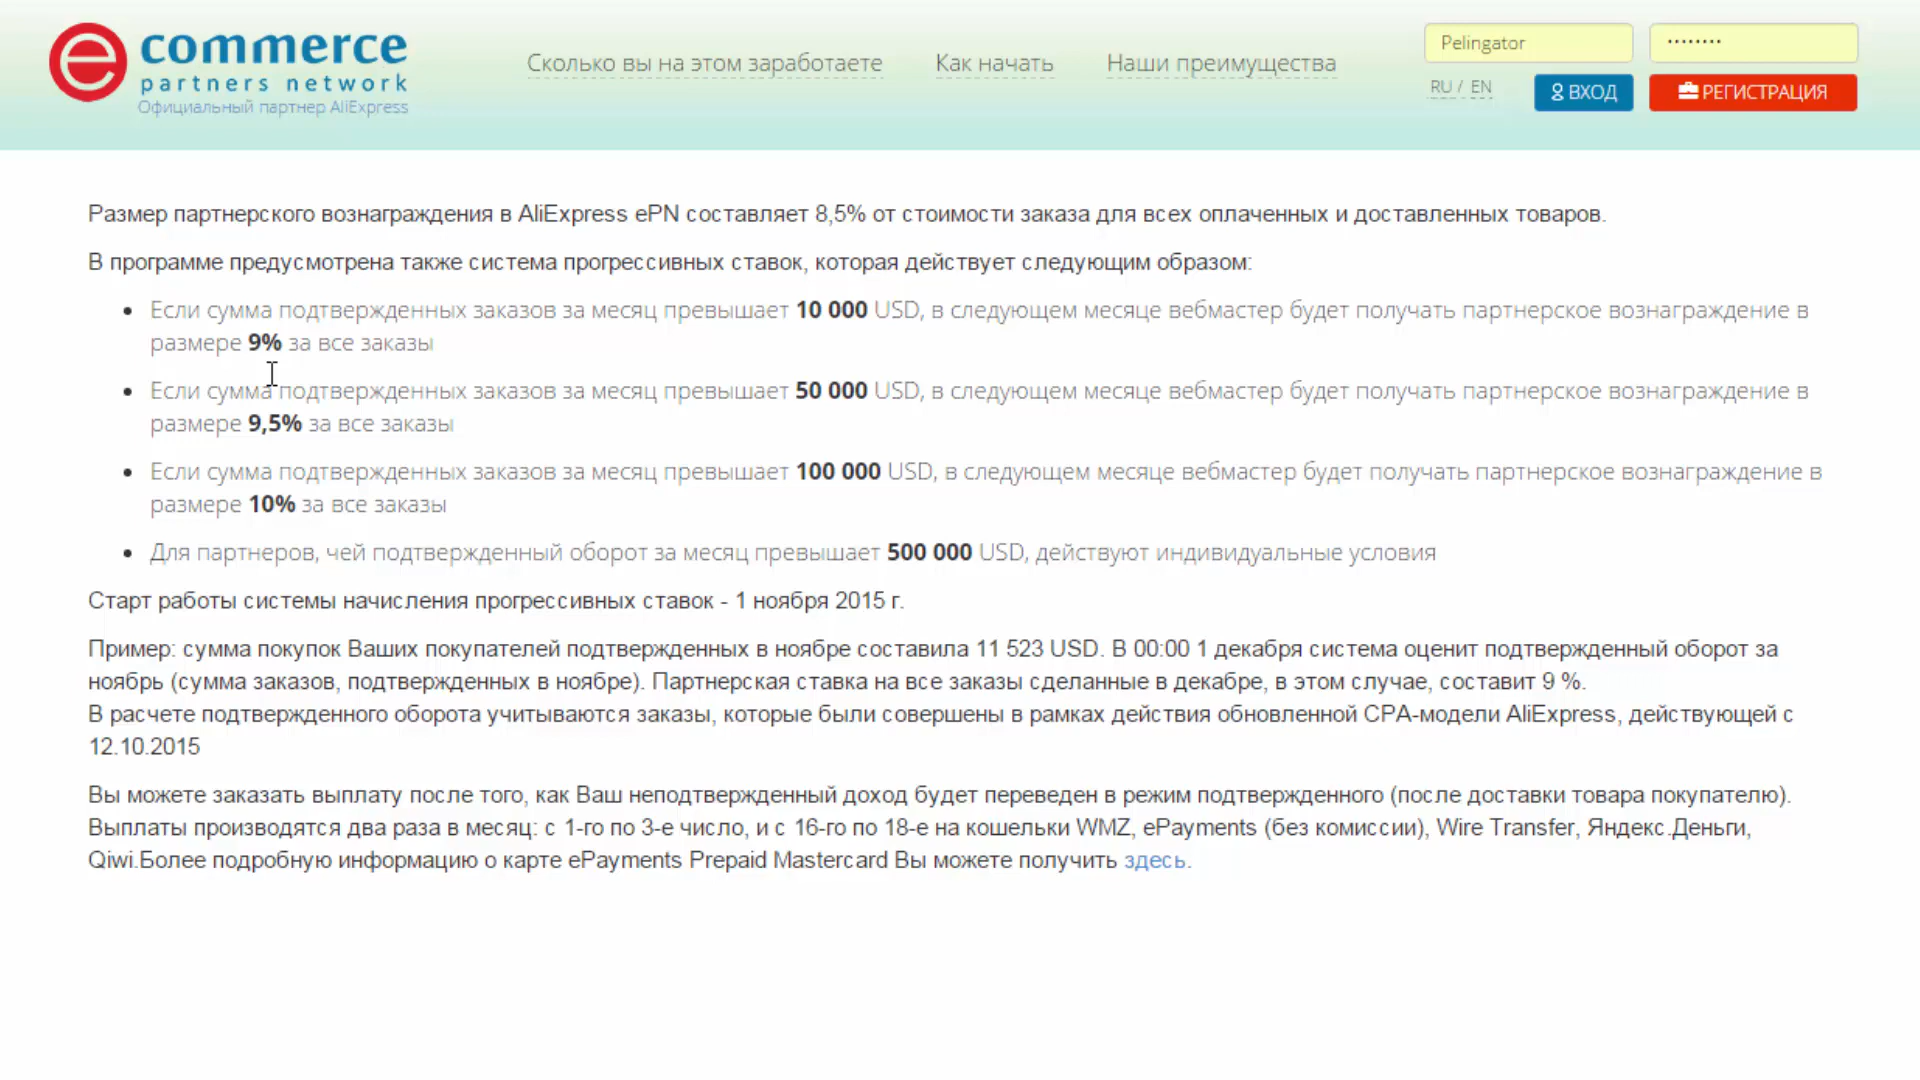 e commerce
partners network
Официальный партнер AliExpress
Сколько вы на этом заработаете
Как начать
Наши преимущества
Pelingator
........
RU / EN
ВХОД
РЕГИСТРАЦИЯ
Размер партнерского вознаграждения в AliExpress ePN составляет 8,5% от стоимости заказа для всех оплаченных и доставленных товаров.
В программе предусмотрена также система прогрессивных ставок, которая действует следующим образом:
• Если сумма подтвержденных заказов за месяц превышает 10 000 USD, в следующем месяце вебмастер будет получать партнерское вознаграждение в
размере 9% за все заказы
• Если сумма подтвержденных заказов за месяц превышает 50 000 USD, в следующем месяце вебмастер будет получать партнерское вознаграждение в
размере 9,5% за все заказы
• Если сумма подтвержденных заказов за месяц превышает 100 000 USD, в следующем месяце вебмастер будет получать партнерское вознаграждение в
размере 10% за все заказы
• Для партнеров, чей подтвержденный оборот за месяц превышает 500 000 USD, действуют индивидуальные условия
Старт работы системы начисления прогрессивных ставок - 1 ноября 2015 г.
Пример: сумма покупок Ваших покупателей подтвержденных в ноябре составила 11 523 USD. В 00:00 1 декабря система оценит подтвержденный оборот за
ноябрь (сумма заказов, подтвержденных в ноябре). Партнерская ставка на все заказы сделанные в декабре, в этом случае, составит 9 %.
В расчете подтвержденного оборота учитываются заказы, которые были совершены в рамках действия обновленной CPA-модели AliExpress, действующей с
12.10.2015
Вы можете заказать выплату после того, как Ваш неподтвержденный доход будет переведен в режим подтвержденного (после доставки товара покупателю).
Выплаты производятся два раза в месяц: с 1-го по 3-е число, и с 16-го по 18-е на кошельки WMZ, ePayments (без комиссии), Wire Transfer, Яндекс.Деньги,
Qiwi.Более подробную информацию о карте ePayments Prepaid Mastercard Вы можете получить здесь.